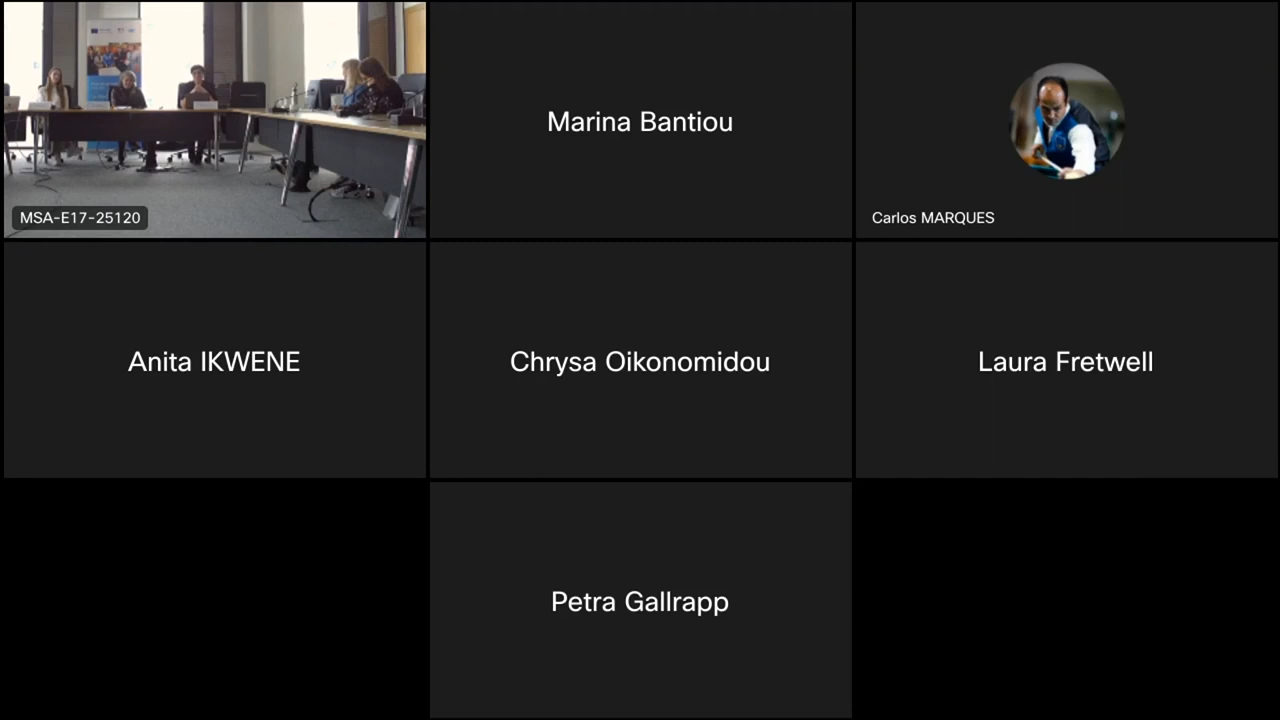 MSA-E17-25120
Marina Bantiou
Carlos MARQUES
Anita IKWENE
Chrysa Oikonomidou
Laura Fretwell
Petra Gallrapp